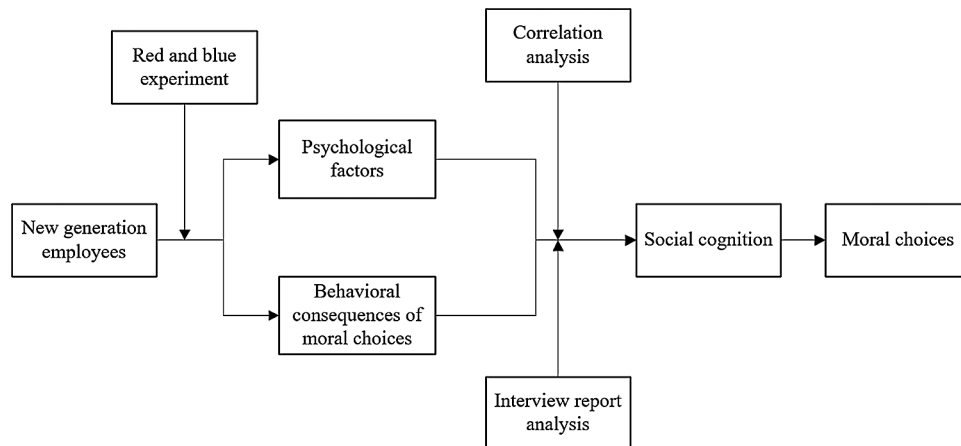 Red and blue
experiment
Correlation
analysis
Psychological
factors
New generation
employees
Social cognition
Moral choices
Behavioral
consequences of
moral choices
Interview report
analysis